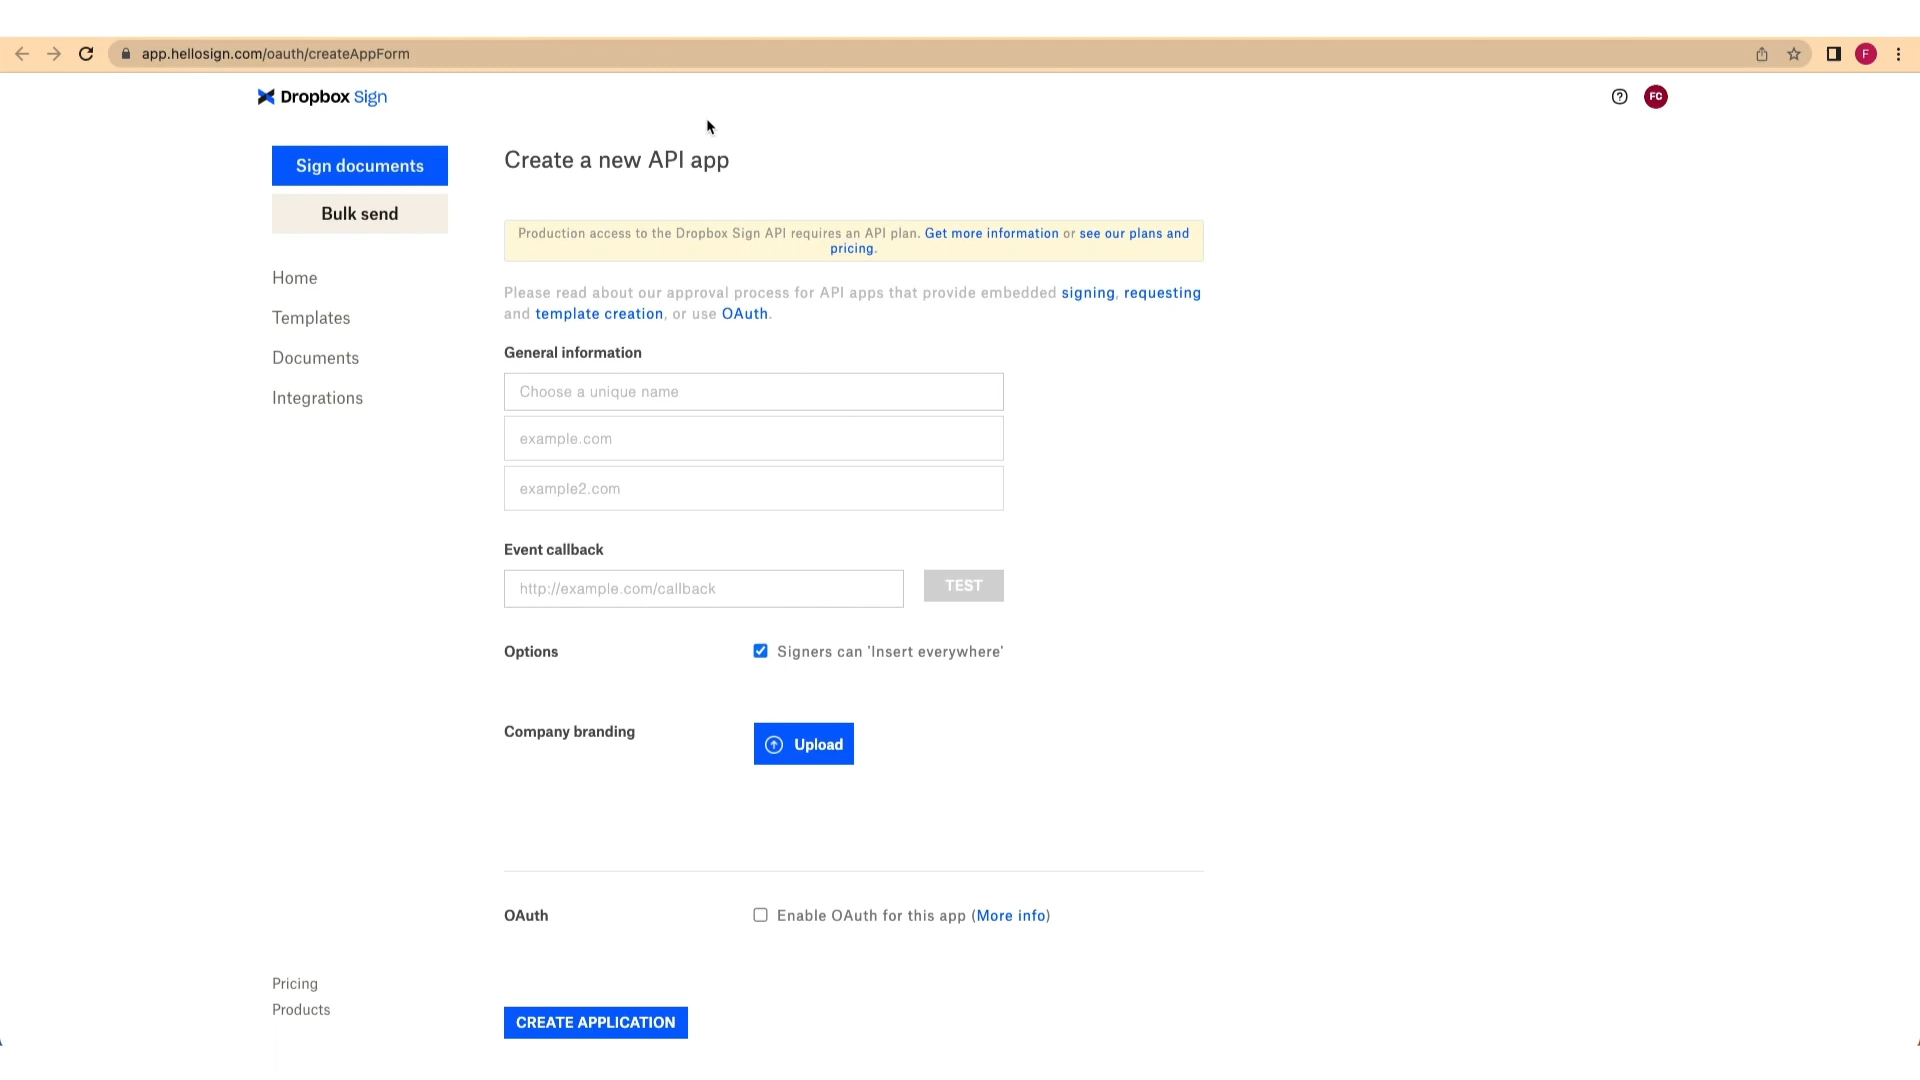 app.hellosign.com/oauth/createAppForm
F
Dropbox Sign
FC
Sign documents
Bulk send
Home
Templates
Documents
Integrations
Create a new API app
Production access to the Dropbox Sign API requires an API plan. Get more information or see our plans and
pricing.
Please read about our approval process for API apps that provide embedded signing, requesting
and template creation, or use OAuth.
General information
Choose a unique name
example.com
example2.com
Event callback
http://example.com/callback
TEST
Options
Signers can 'Insert everywhere'
Company branding
Upload
OAuth
Enable OAuth for this app (More info)
Pricing
Products
CREATE APPLICATION